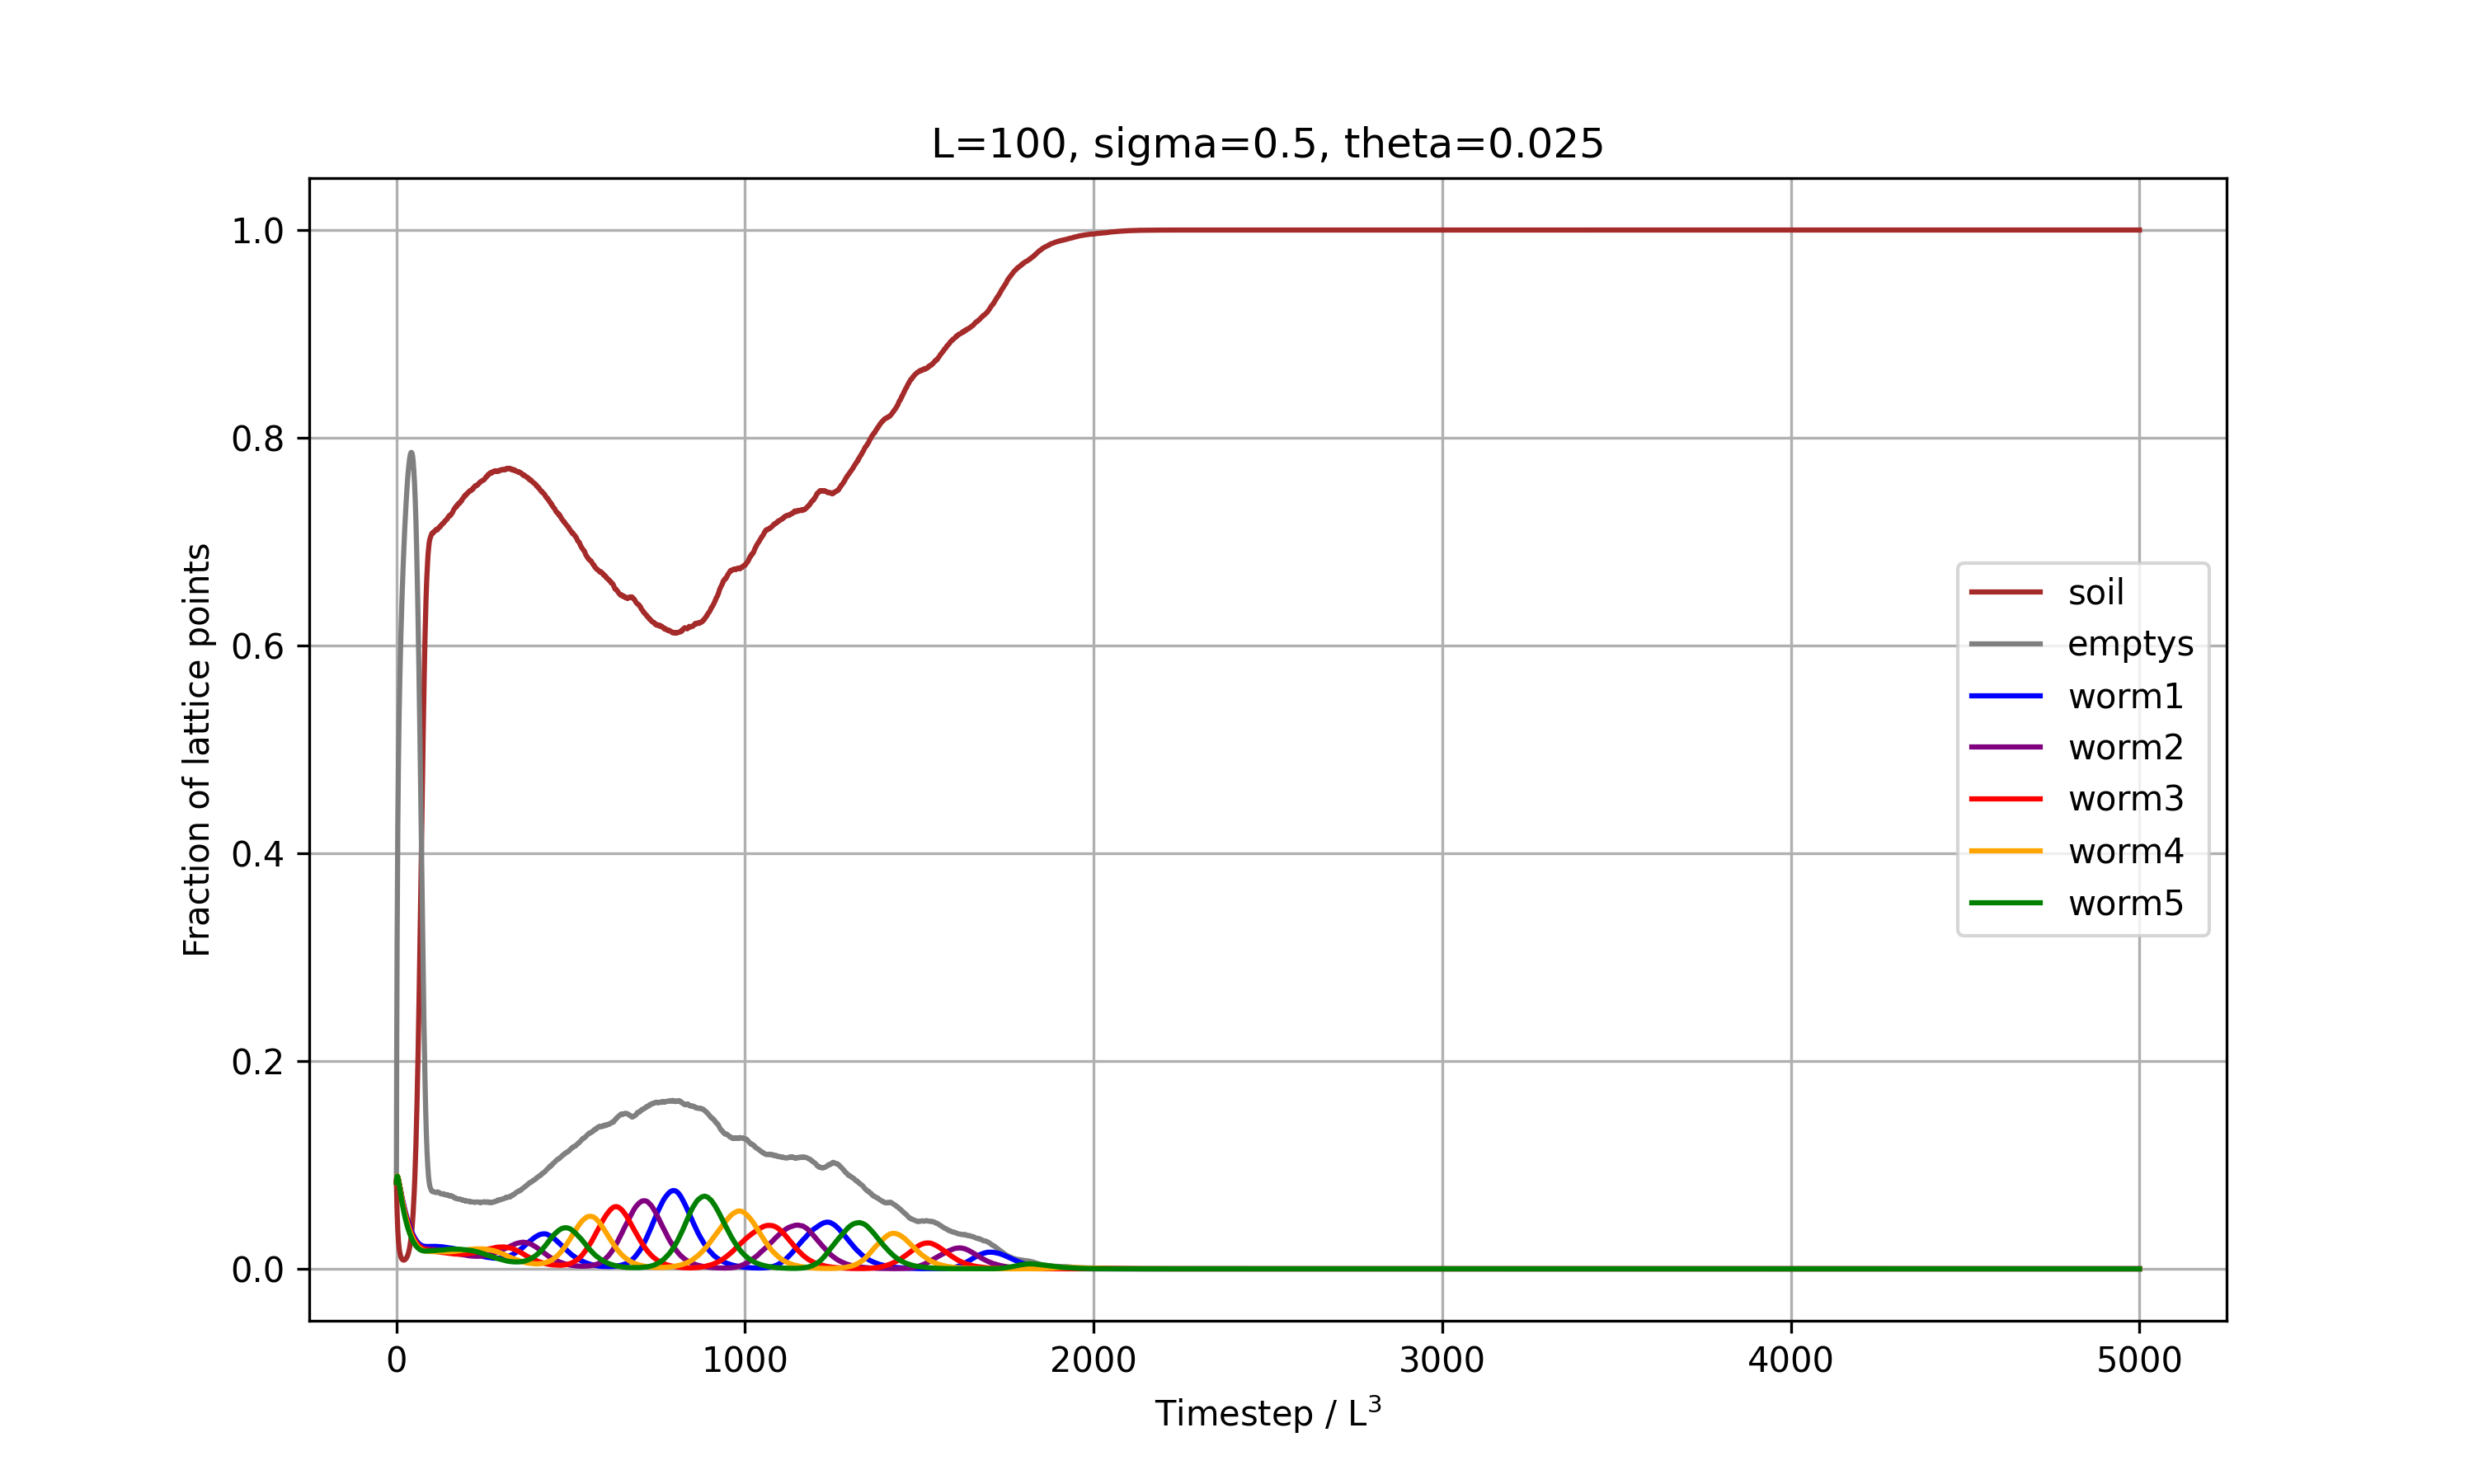 L=100, sigma=0.5, theta=0.025
Fraction of lattice points
1.0
0.8
0.6
0.4
0.2
0.0
soil
emptys
worm1
worm2
worm3
worm4
worm5
0 1000 2000 3000 4000 5000
Timestep / L³